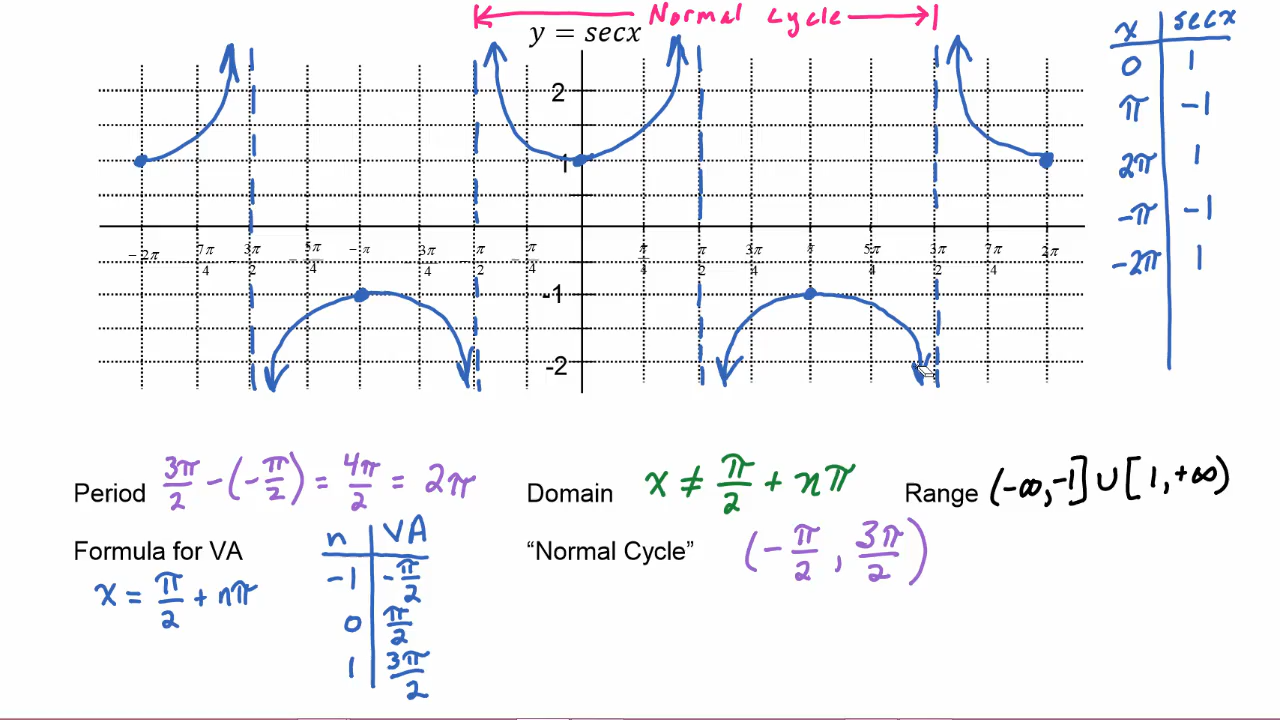 Normal Cycle
y = secx
x | secx
0 | 1
π | -1
2π | 1
-π | -1
-2π | 1
2
1
-2π -7π/4 -3π/2 -5π/4 -π -3π/4 -π/2 -π/4 π/4 π/2 3π/4 π 5π/4 3π/2 7π/4 2π
-1
-2
Period 3π/2 - (-π/2) = 4π/2 = 2π
Domain x ≠ π/2 + nπ
Range (-∞,-1] ∪ [1,+∞)
Formula for VA
x = π/2 + nπ
n | VA
-1 | -π/2
0 | π/2
1 | 3π/2
“Normal Cycle” (-π/2, 3π/2)